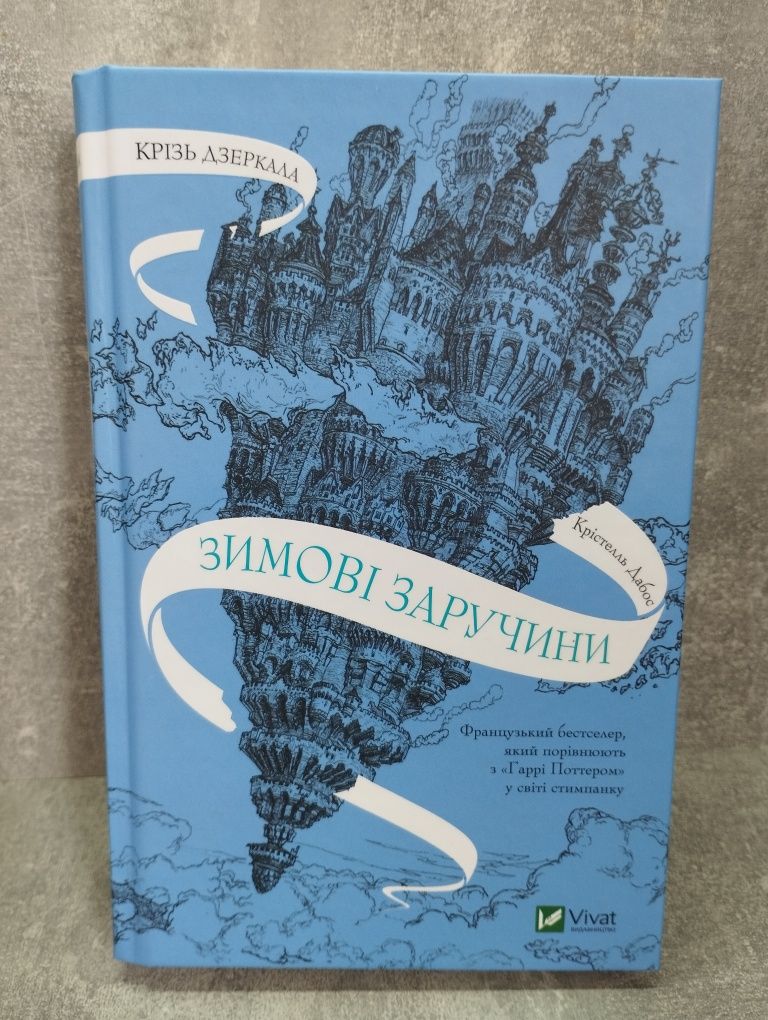 КРІЗЬ ДЗЕРКАЛА
Крістелль Дабос
ЗИМОВІ ЗАРУЧИНИ
Французький бестселер,
який порівнюють
з «Гаррі Поттером»
у світі стимпанку
Vivat
видавництво